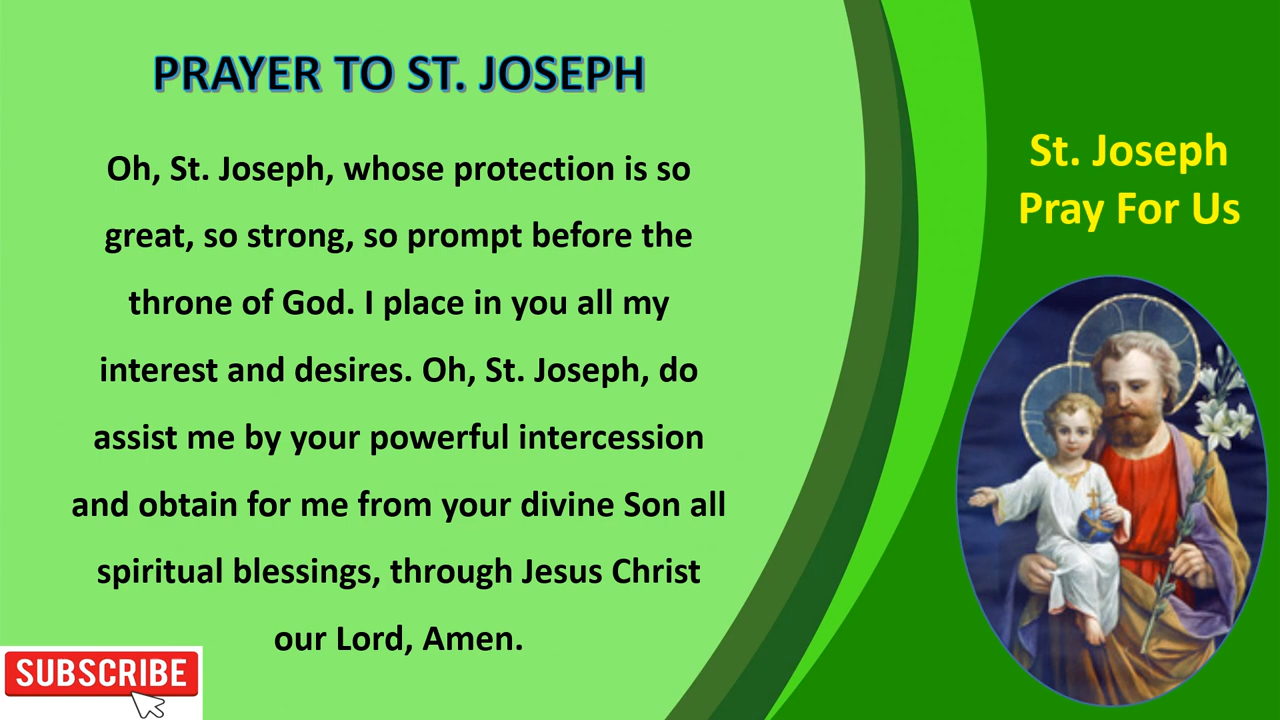 PRAYER TO ST. JOSEPH
Oh, St. Joseph, whose protection is so
great, so strong, so prompt before the
throne of God. I place in you all my
interest and desires. Oh, St. Joseph, do
assist me by your powerful intercession
and obtain for me from your divine Son all
spiritual blessings, through Jesus Christ
our Lord, Amen.
St. Joseph
Pray For Us
SUBSCRIBE